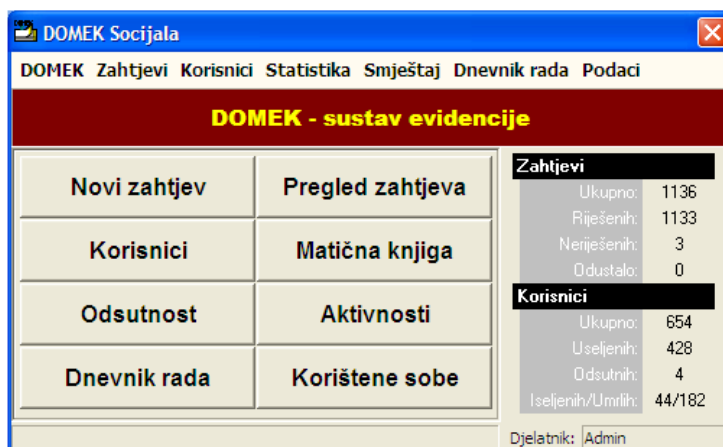 DOMEK Socijala
DOMEK Zahtjevi Korisnici Statistika Smještaj Dnevnik rada Podaci
DOMEK - sustav evidencije
Novi zahtjev
Pregled zahtjeva
Korisnici
Matična knjiga
Odsutnost
Aktivnosti
Dnevnik rada
Korištene sobe
Zahtjevi
Ukupno: 1136
Riješenih: 1133
Neriješenih: 3
Odustalo: 0
Korisnici
Ukupno: 654
Useljenih: 428
Odsutnih: 4
Iseljenih/Umrlih: 44/182
Djelatnik: Admin